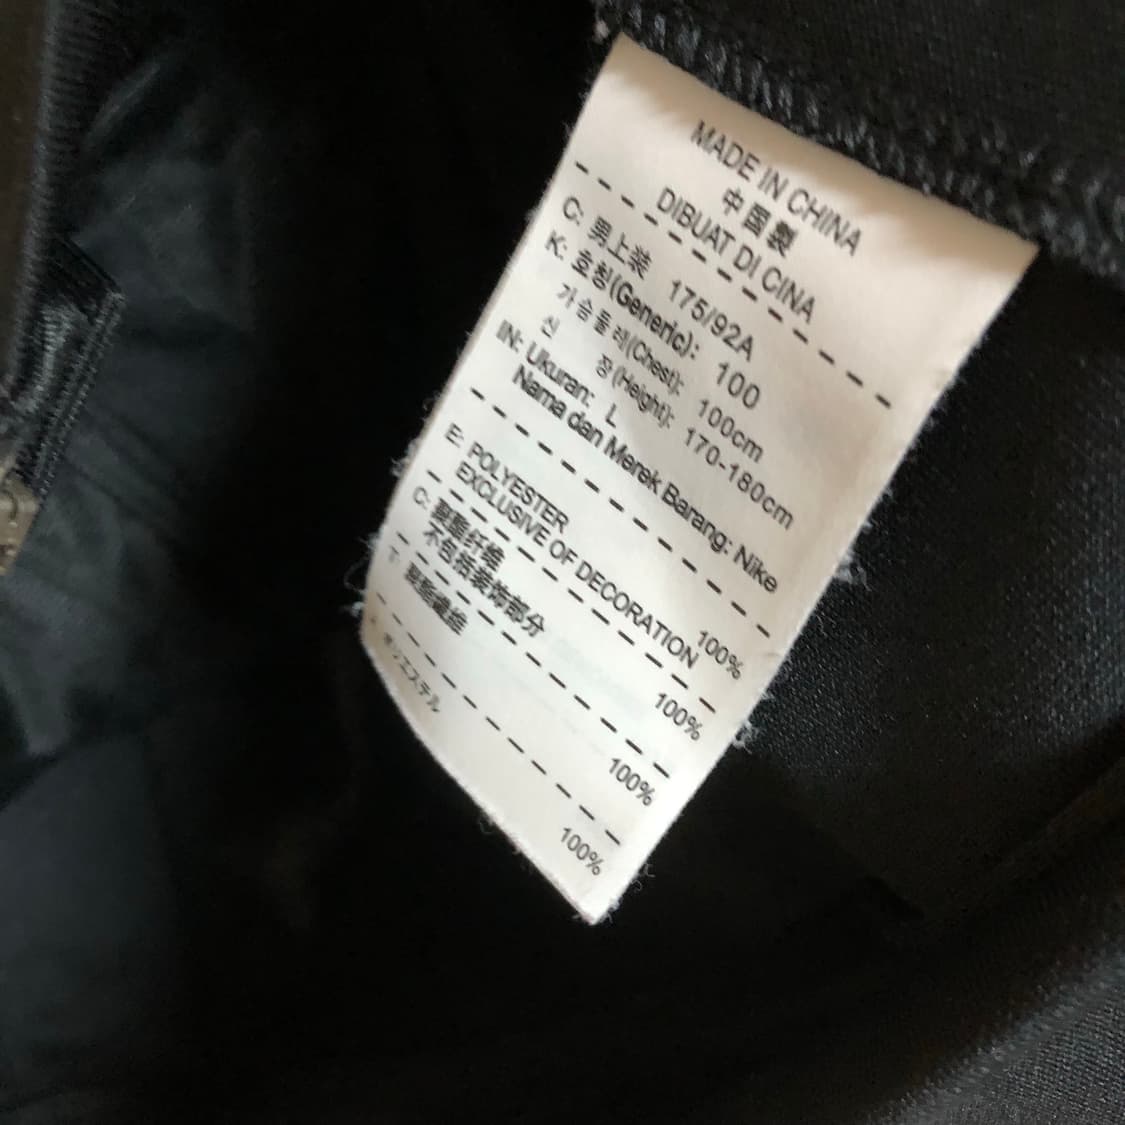 MADE IN CHINA
中国製
DIBUAT DI CINA
C: 男上装 175/92A
K: 호칭(Generic): 100
가슴둘레(Chest): 100cm
신 장(Height): 170-180cm
IN: Ukuran: L
Nama dan Merek Barang: Nike
E: POLYESTER 100%
EXCLUSIVE OF DECORATION
C: 聚酯纤维 100%
不包括装饰部分
T: 聚酯纖維 100%
ポリエステル 100%